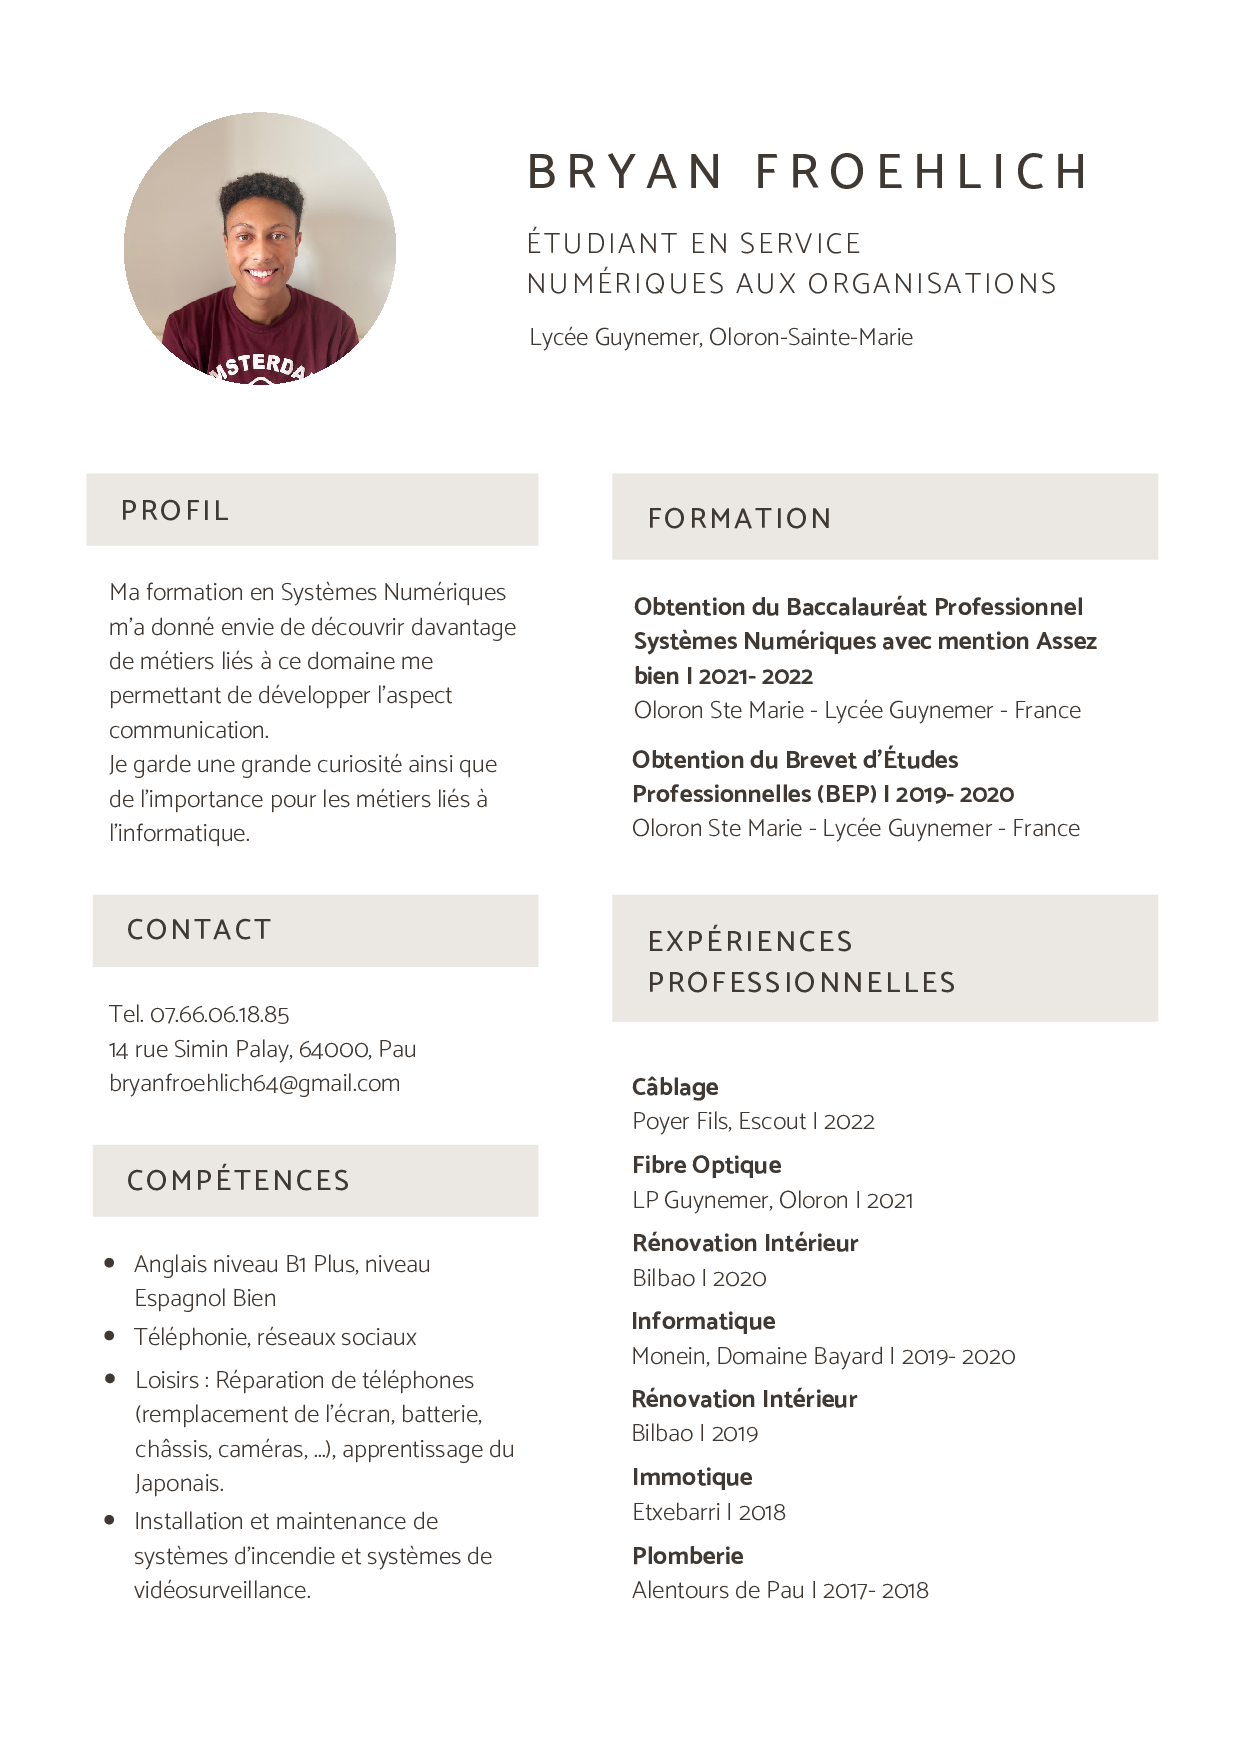 BRYAN FROEHLICH
ÉTUDIANT EN SERVICE
NUMÉRIQUES AUX ORGANISATIONS
Lycée Guynemer, Oloron-Sainte-Marie
PROFIL
Ma formation en Systèmes Numériques
m'a donné envie de découvrir davantage
de métiers liés à ce domaine me
permettant de développer l'aspect
communication.
Je garde une grande curiosité ainsi que
de l'importance pour les métiers liés à
l'informatique.
CONTACT
Tel. 07.66.06.18.85
14 rue Simin Palay, 64000, Pau
bryanfroehlich64@gmail.com
COMPÉTENCES
• Anglais niveau B1 Plus, niveau
Espagnol Bien
• Téléphonie, réseaux sociaux
• Loisirs : Réparation de téléphones
(remplacement de l'écran, batterie,
châssis, caméras, ...), apprentissage du
Japonais.
• Installation et maintenance de
systèmes d'incendie et systèmes de
vidéosurveillance.
FORMATION
Obtention du Baccalauréat Professionnel
Systèmes Numériques avec mention Assez
bien I 2021- 2022
Oloron Ste Marie - Lycée Guynemer - France
Obtention du Brevet d'Études
Professionnelles (BEP) I 2019- 2020
Oloron Ste Marie - Lycée Guynemer - France
EXPÉRIENCES
PROFESSIONNELLES
Câblage
Poyer Fils, Escout I 2022
Fibre Optique
LP Guynemer, Oloron I 2021
Rénovation Intérieur
Bilbao I 2020
Informatique
Monein, Domaine Bayard I 2019- 2020
Rénovation Intérieur
Bilbao I 2019
Immotique
Etxebarri I 2018
Plomberie
Alentours de Pau I 2017- 2018